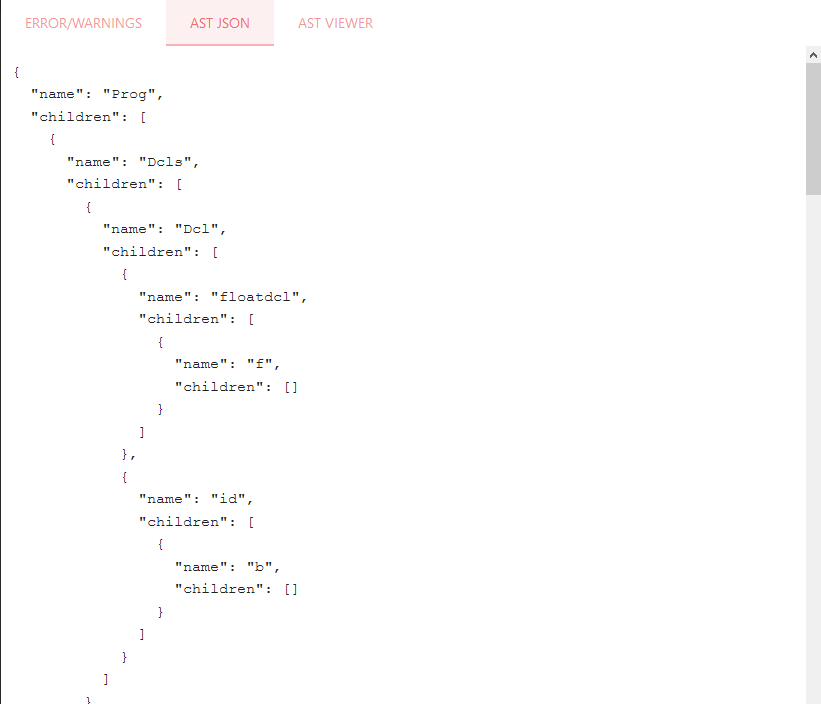 ERROR/WARNINGS AST JSON AST VIEWER
{
  "name": "Prog",
  "children": [
    {
      "name": "Dcls",
      "children": [
        {
          "name": "Dcl",
          "children": [
            {
              "name": "floatdcl",
              "children": [
                {
                  "name": "f",
                  "children": []
                }
              ]
            },
            {
              "name": "id",
              "children": [
                {
                  "name": "b",
                  "children": []
                }
              ]
            }
          ]
        }